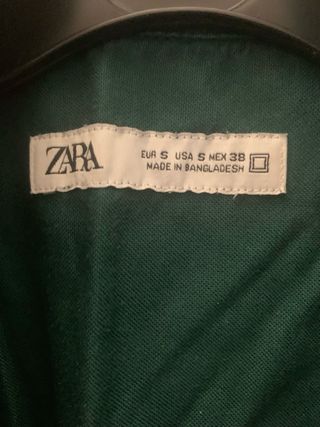 ZARA
EUR S USA S MEX 38
MADE IN BANGLADESH